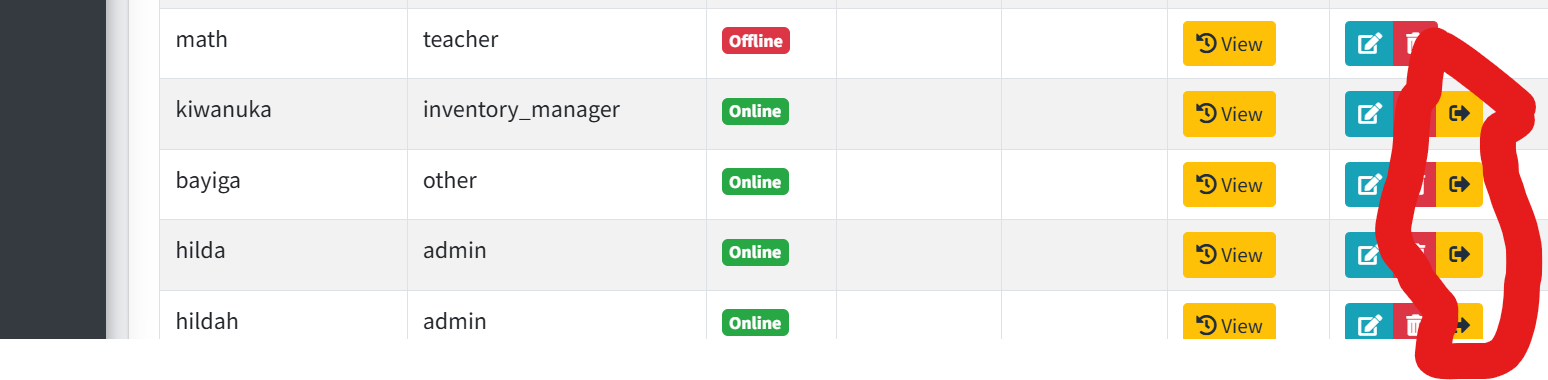 math teacher Offline View
kiwanuka inventory_manager Online View
bayiga other Online View
hilda admin Online View
hildah admin Online View